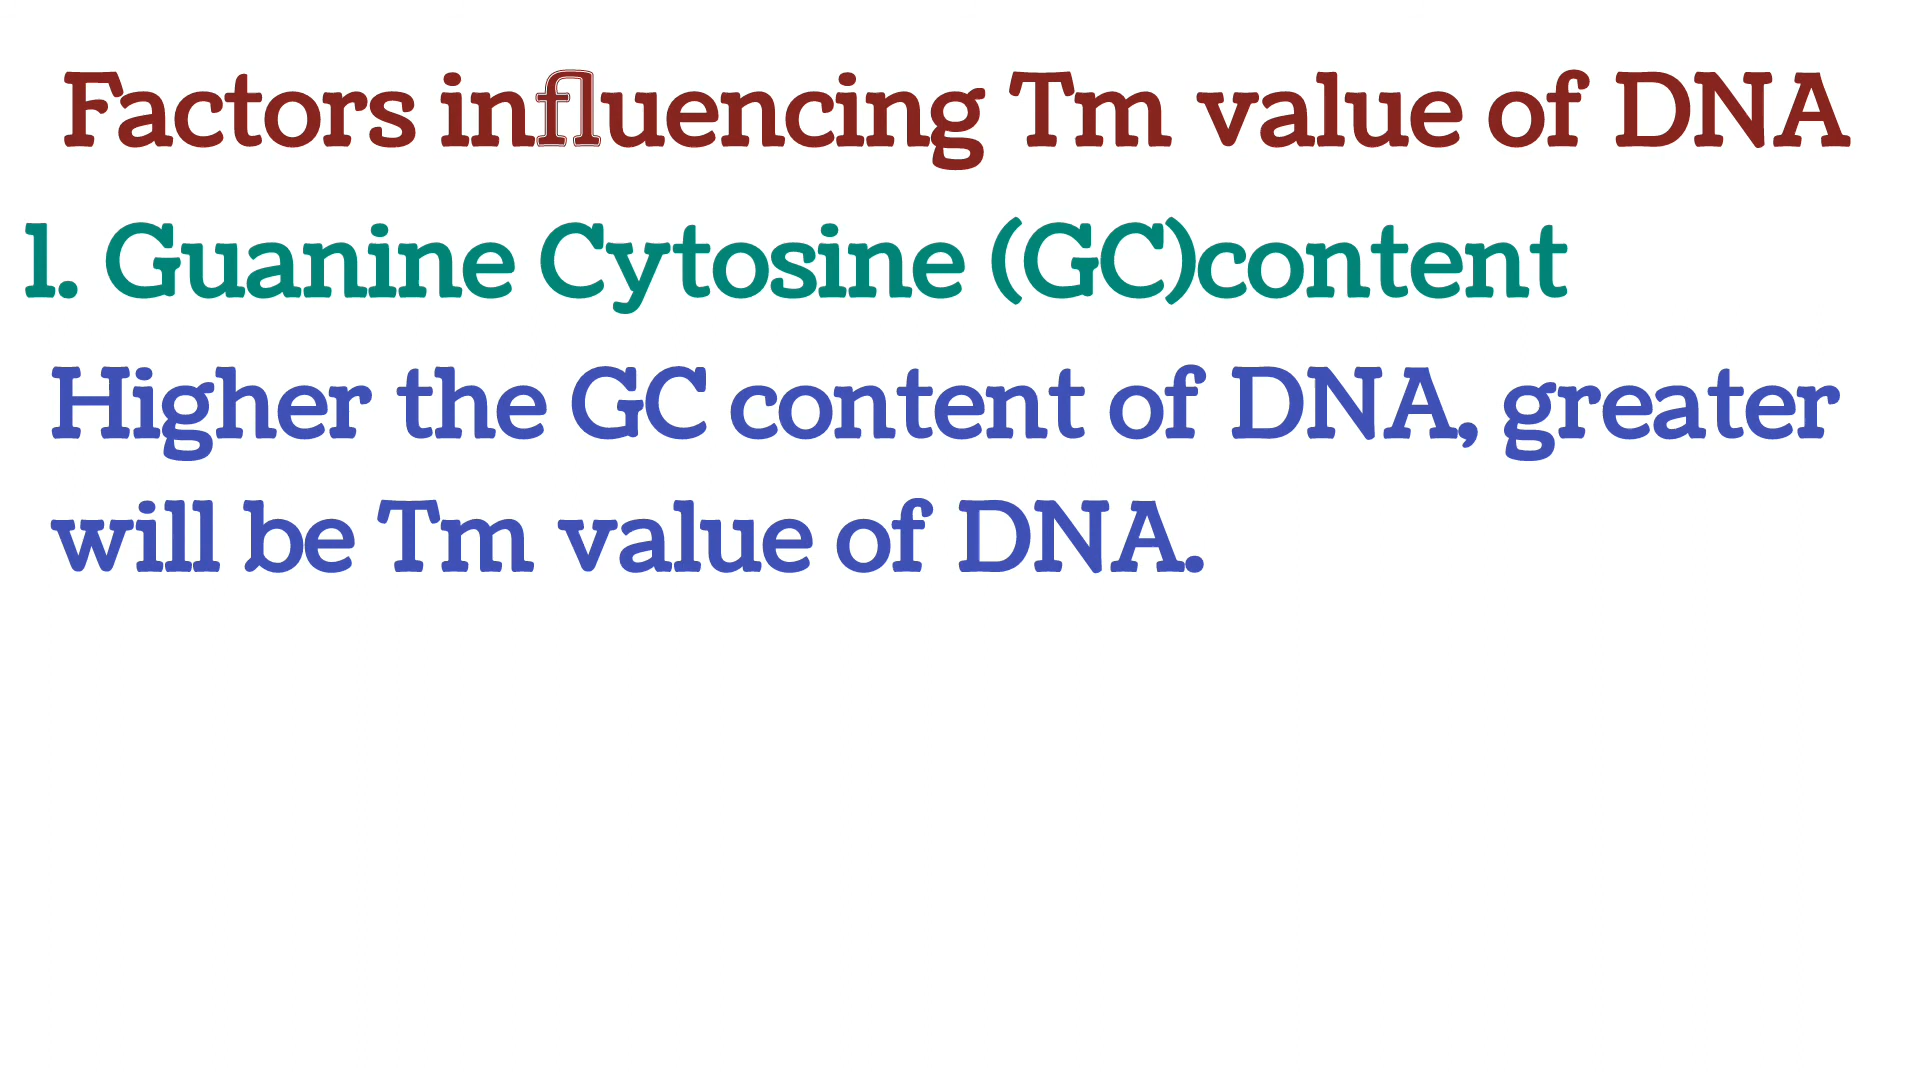 Factors influencing Tm value of DNA
1. Guanine Cytosine (GC)content
Higher the GC content of DNA, greater
will be Tm value of DNA.